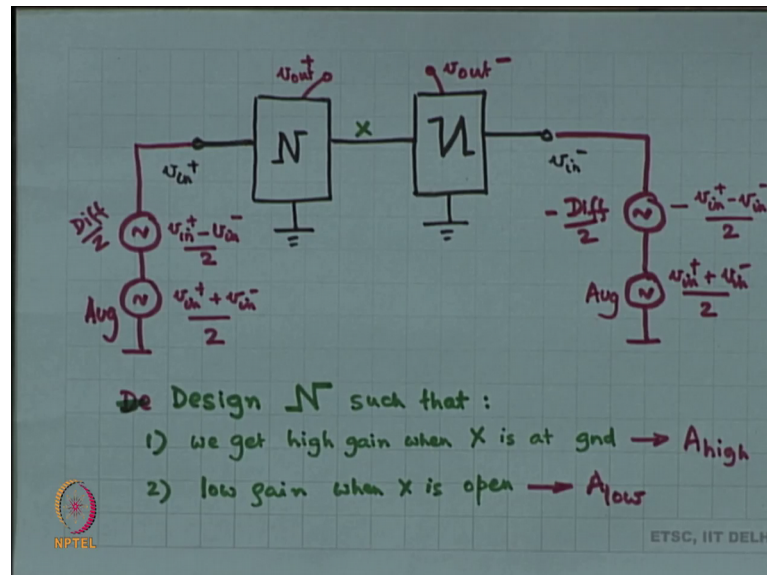 v_out^+
v_out^-
X
N
N
v_in^+
v_in^-
Diff/2
v_in^+ - v_in^-/2
- Diff/2
- v_in^+ - v_in^-/2
Avg
v_in^+ + v_in^-/2
Avg
v_in^+ + v_in^-/2
De Design N such that :
1) we get high gain when X is at gnd → A_high
2) low gain when X is open → A_low
NPTEL
ETSC, IIT DELH